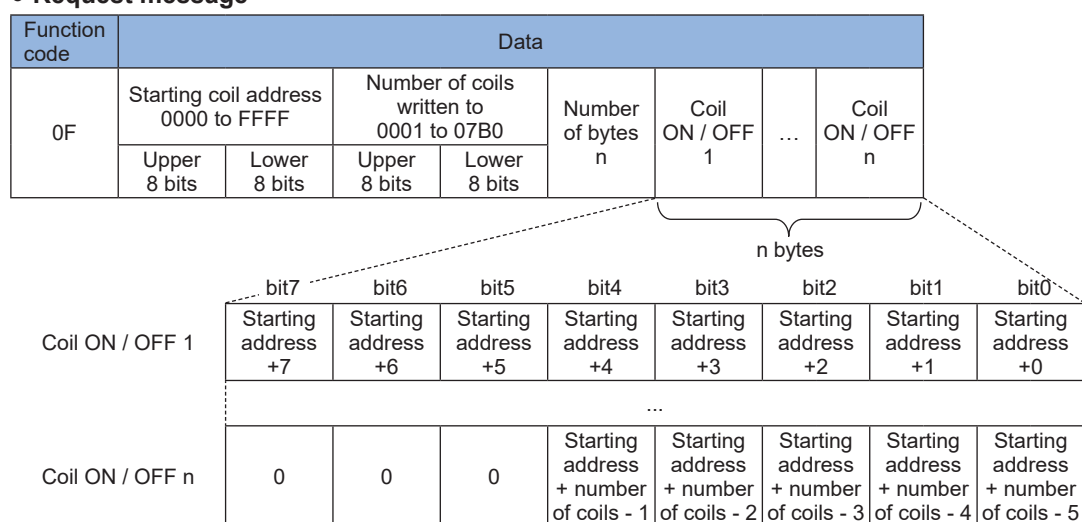 ● Request message
Function code
Data
0F
Starting coil address
0000 to FFFF
Number of coils
written to
0001 to 07B0
Number
of bytes
n
Coil
ON / OFF
1
…
Coil
ON / OFF
n
Upper
8 bits
Lower
8 bits
Upper
8 bits
Lower
8 bits
n bytes
bit7 bit6 bit5 bit4 bit3 bit2 bit1 bit0
Coil ON / OFF 1
Starting
address
+7
Starting
address
+6
Starting
address
+5
Starting
address
+4
Starting
address
+3
Starting
address
+2
Starting
address
+1
Starting
address
+0
...
Coil ON / OFF n
0
0
0
Starting
address
+ number
of coils - 1
Starting
address
+ number
of coils - 2
Starting
address
+ number
of coils - 3
Starting
address
+ number
of coils - 4
Starting
address
+ number
of coils - 5